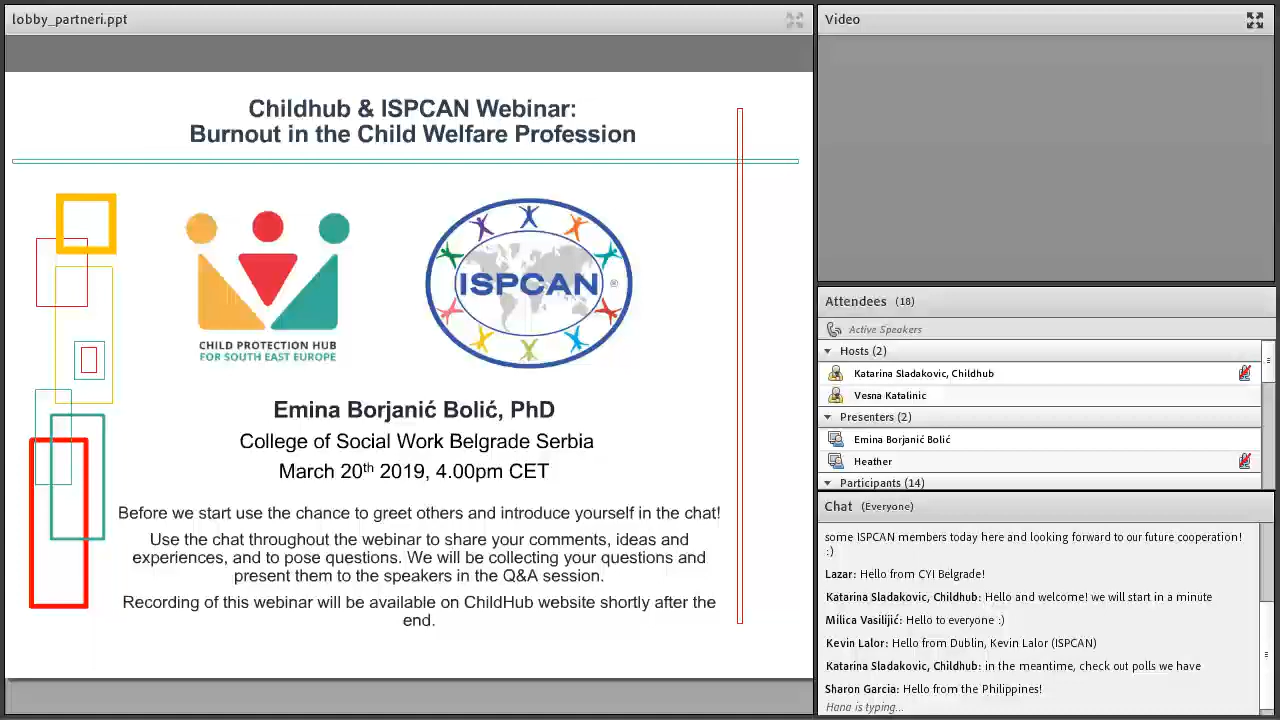 lobby_partneri.ppt
Childhub & ISPCAN Webinar:
Burnout in the Child Welfare Profession
CHILD PROTECTION HUB
FOR SOUTH EAST EUROPE
ISPCAN
®
Emina Borjanić Bolić, PhD
College of Social Work Belgrade Serbia
March 20th 2019, 4.00pm CET
Before we start use the chance to greet others and introduce yourself in the chat!
Use the chat throughout the webinar to share your comments, ideas and
experiences, and to pose questions. We will be collecting your questions and
present them to the speakers in the Q&A session.
Recording of this webinar will be available on ChildHub website shortly after the
end.
Video
Attendees (18)
Active Speakers
Hosts (2)
Katarina Sladakovic, Childhub
Vesna Katalinic
Presenters (2)
Emina Borjanić Bolić
Heather
Participants (14)
Chat (Everyone)
some ISPCAN members today here and looking forward to our future cooperation!
:)
Lazar: Hello from CYI Belgrade!
Katarina Sladakovic, Childhub: Hello and welcome! we will start in a minute
Milica Vasilijić: Hello to everyone :)
Kevin Lalor: Hello from Dublin, Kevin Lalor (ISPCAN)
Katarina Sladakovic, Childhub: in the meantime, check out polls we have
Sharon Garcia: Hello from the Philippines!
Hana is typing...